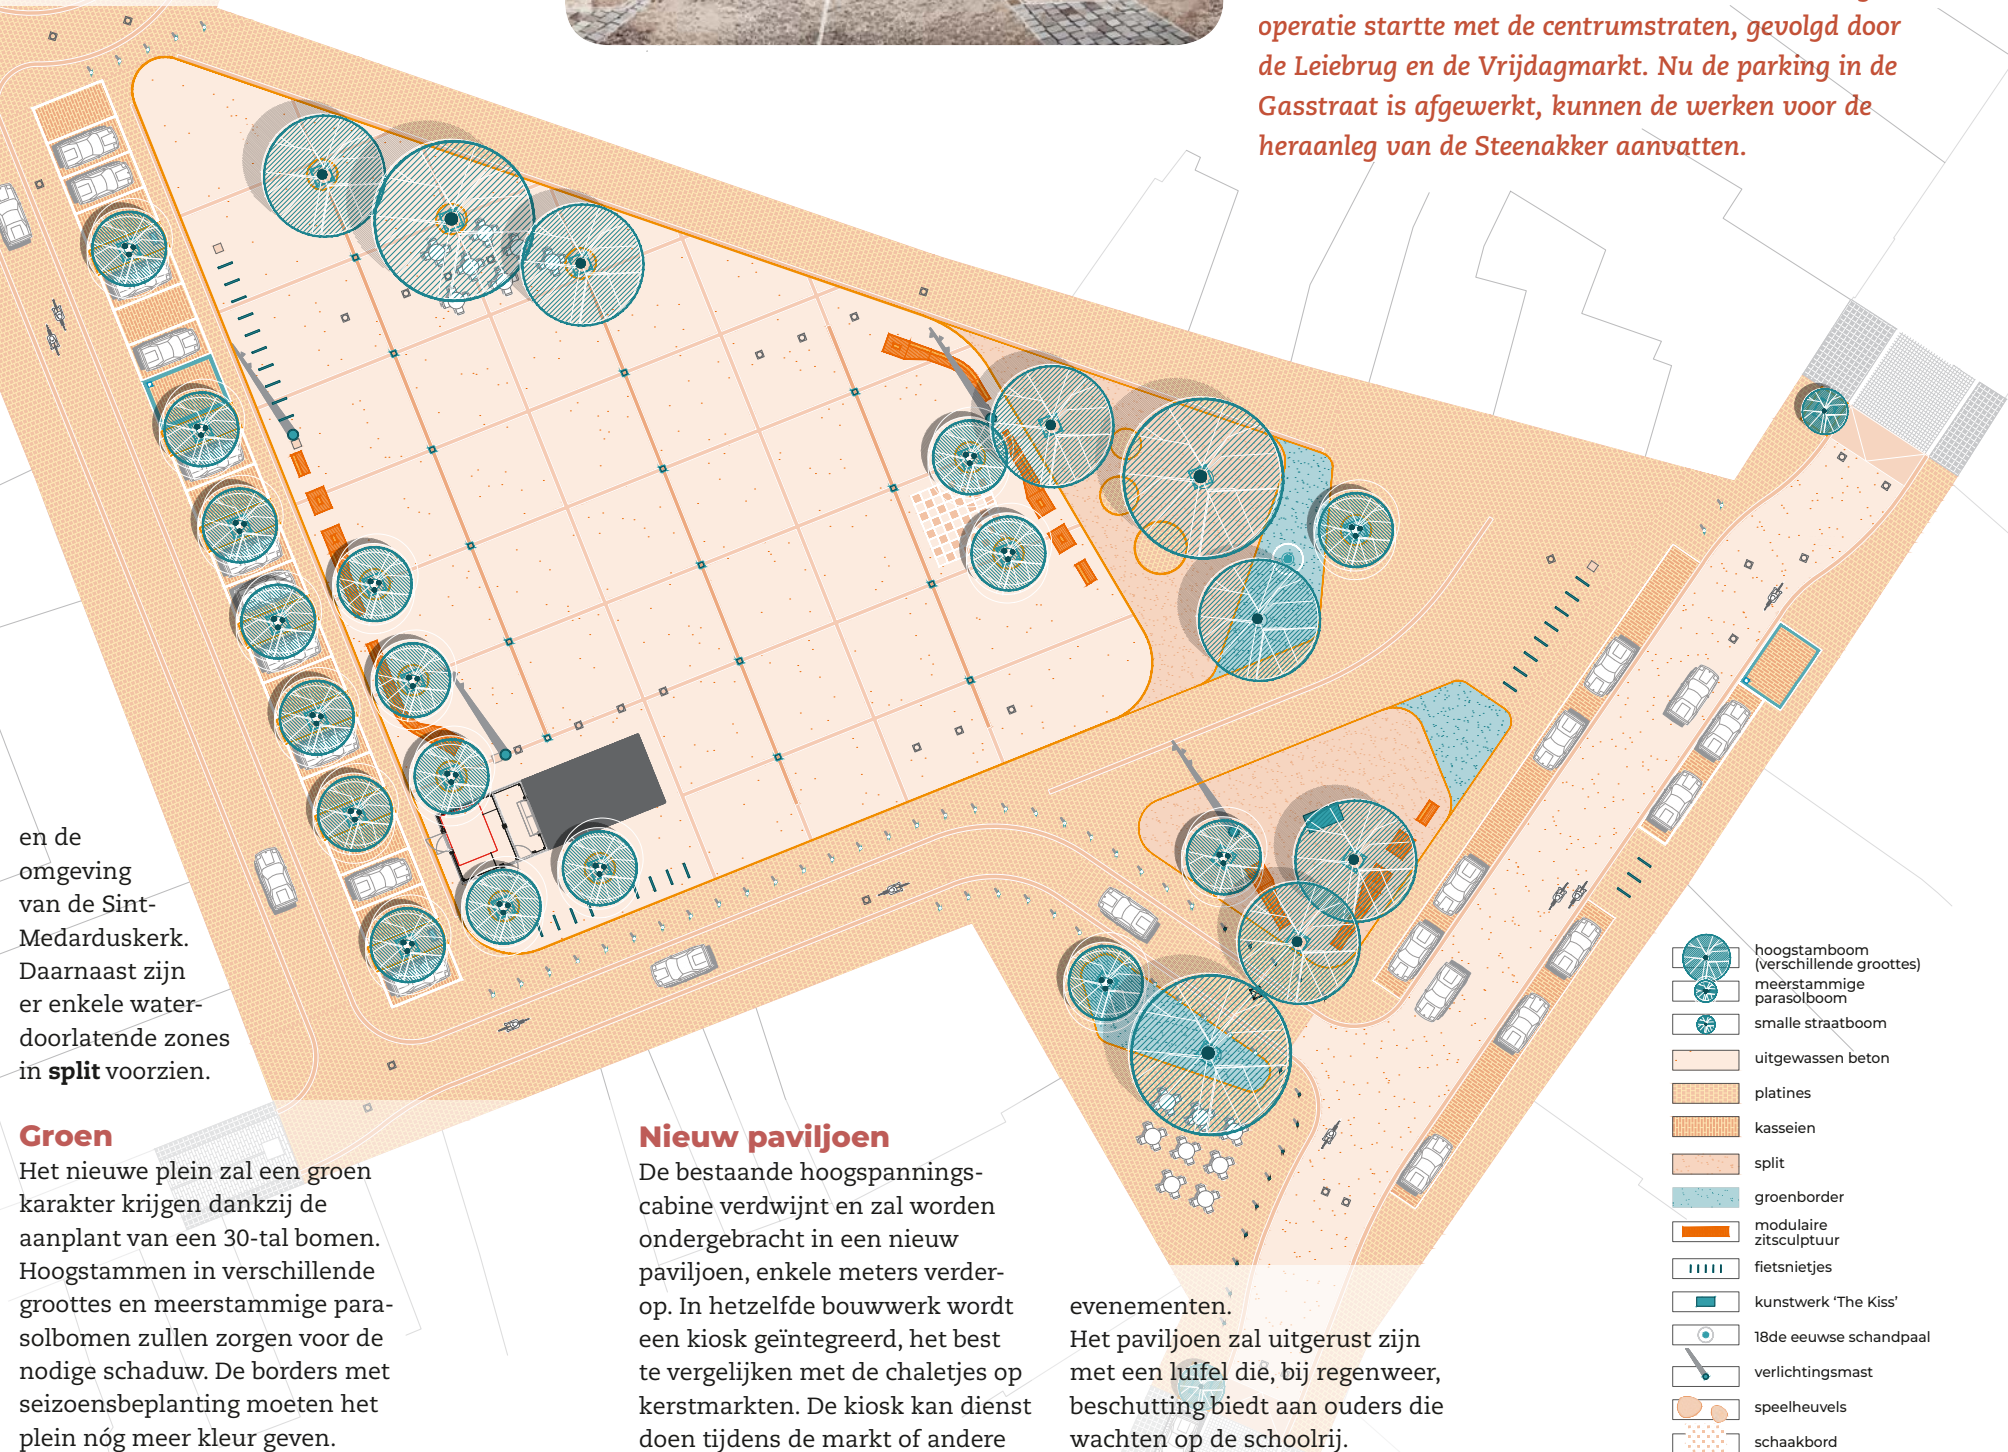 operatie startte met de centrumstraten, gevolgd door
de Leiebrug en de Vrijdagmarkt. Nu de parking in de
Gasstraat is afgewerkt, kunnen de werken voor de
heraanleg van de Steenakker aanvatten.
en de
omgeving
van de Sint-
Medarduskerk.
Daarnaast zijn
er enkele water-
doorlatende zones
in split voorzien.
Groen
Het nieuwe plein zal een groen
karakter krijgen dankzij de
aanplant van een 30-tal bomen.
Hoogstammen in verschillende
groottes en meerstammige para-
solbomen zullen zorgen voor de
nodige schaduw. De borders met
seizoensbeplanting moeten het
plein nóg meer kleur geven.
Nieuw paviljoen
De bestaande hoogspannings-
cabine verdwijnt en zal worden
ondergebracht in een nieuw
paviljoen, enkele meters verder-
op. In hetzelfde bouwwerk wordt
een kiosk geïntegreerd, het best
te vergelijken met de chaletjes op
kerstmarkten. De kiosk kan dienst
doen tijdens de markt of andere
evenementen.
Het paviljoen zal uitgerust zijn
met een luifel die, bij regenweer,
beschutting biedt aan ouders die
wachten op de schoolrij.
hoogstamboom
(verschillende groottes)
meerstammige
parasolboom
smalle straatboom
uitgewassen beton
platines
kasseien
split
groenborder
modulaire
zitsculptuur
fietsnietjes
kunstwerk ‘The Kiss’
18de eeuwse schandpaal
verlichtingsmast
speelheuvels
schaakbord